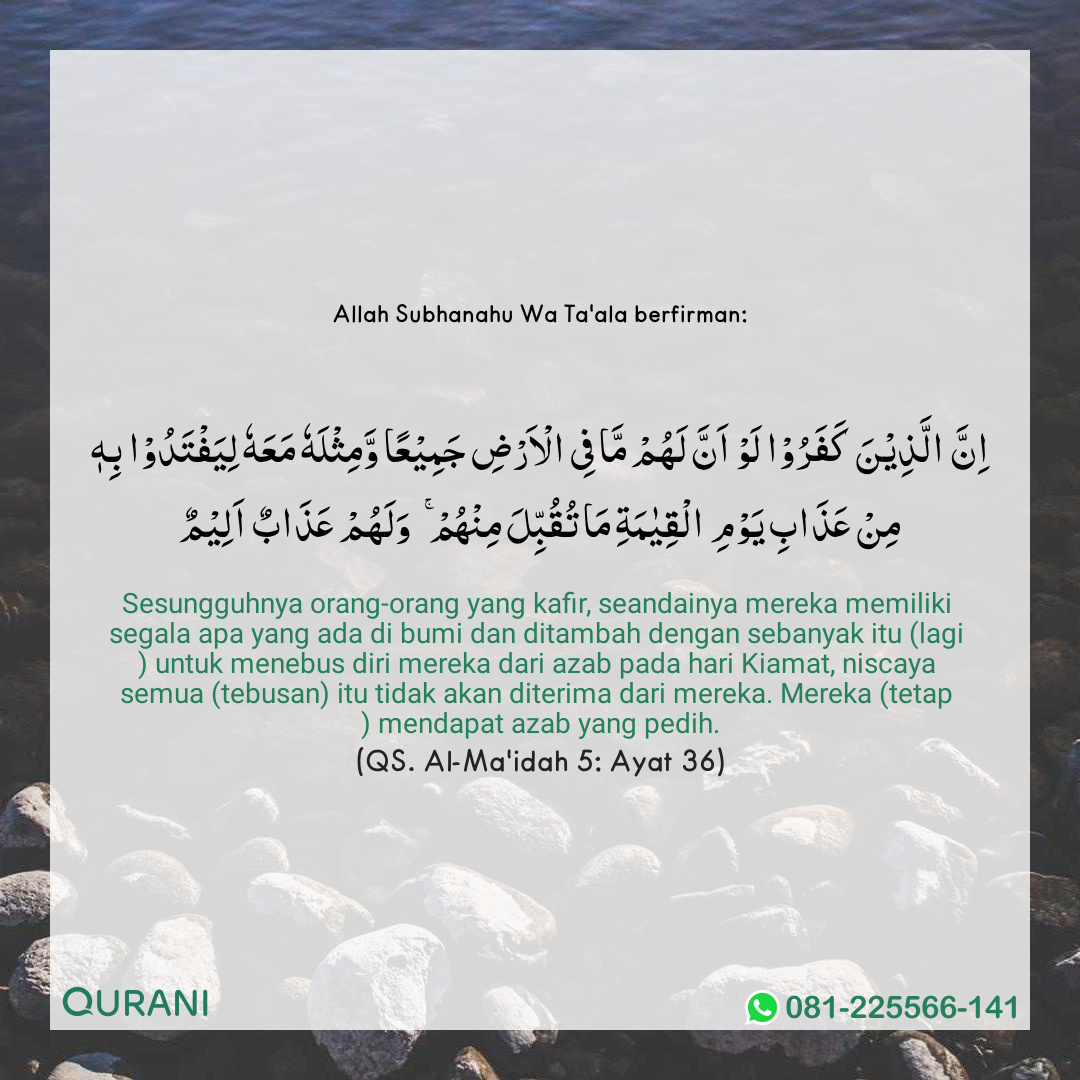 Allah Subhanahu Wa Ta'ala berfirman:
اِنَّ الَّذِيْنَ كَفَرُوْا لَوْ اَنَّ لَهُمْ مَّا فِى الْاَرْضِ جَمِيْعًا وَّمِثْلَهٗ مَعَهٗ لِيَفْتَدُوْا بِهٖ
مِنْ عَذَابِ يَوْمِ الْقِيٰمَةِ مَا تُقُبِّلَ مِنْهُمْ ۚ وَلَهُمْ عَذَابٌ اَلِيْمٌ
Sesungguhnya orang-orang yang kafir, seandainya mereka memiliki
segala apa yang ada di bumi dan ditambah dengan sebanyak itu (lagi
) untuk menebus diri mereka dari azab pada hari Kiamat, niscaya
semua (tebusan) itu tidak akan diterima dari mereka. Mereka (tetap
) mendapat azab yang pedih.
(QS. Al-Ma'idah 5: Ayat 36)
QURANI
081-225566-141